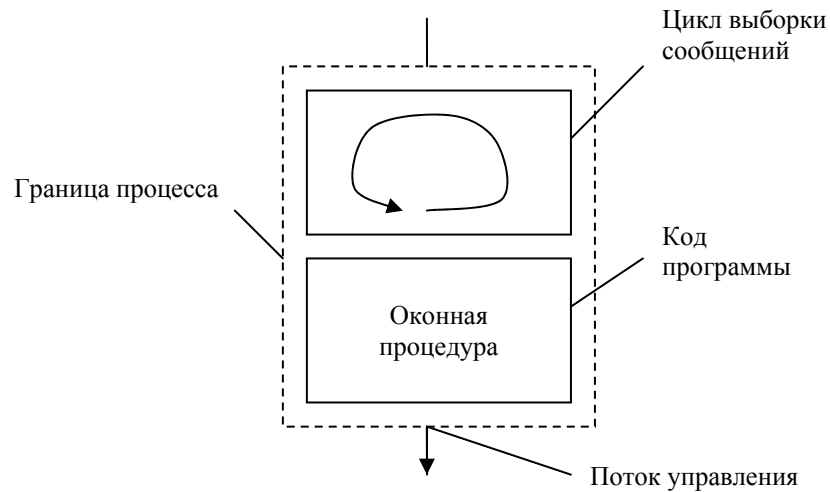 Цикл выборки
сообщений
Граница процесса
Код
программы
Оконная
процедура
Поток управления